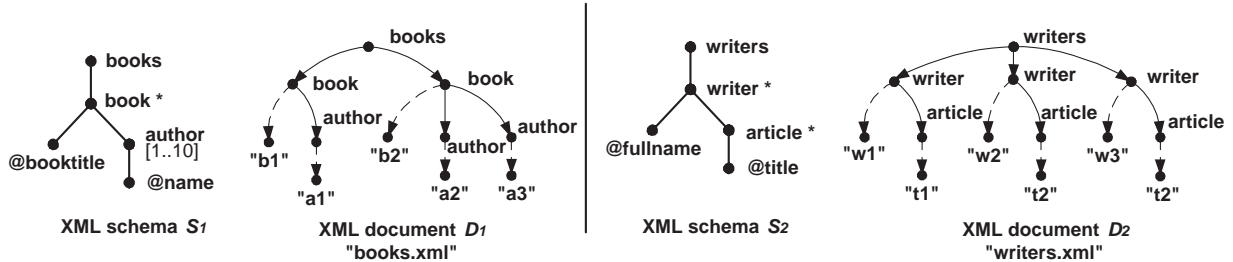 books
book *
@booktitle
author
[1..10]
@name
XML schema S1
books
book
book
author
author
author
"b1"
"b2"
"a1"
"a2"
"a3"
XML document D1
"books.xml"
writers
writer *
@fullname
article *
@title
XML schema S2
writers
writer
writer
writer
article
article
article
"w1"
"w2"
"w3"
"t1"
"t2"
"t2"
XML document D2
"writers.xml"